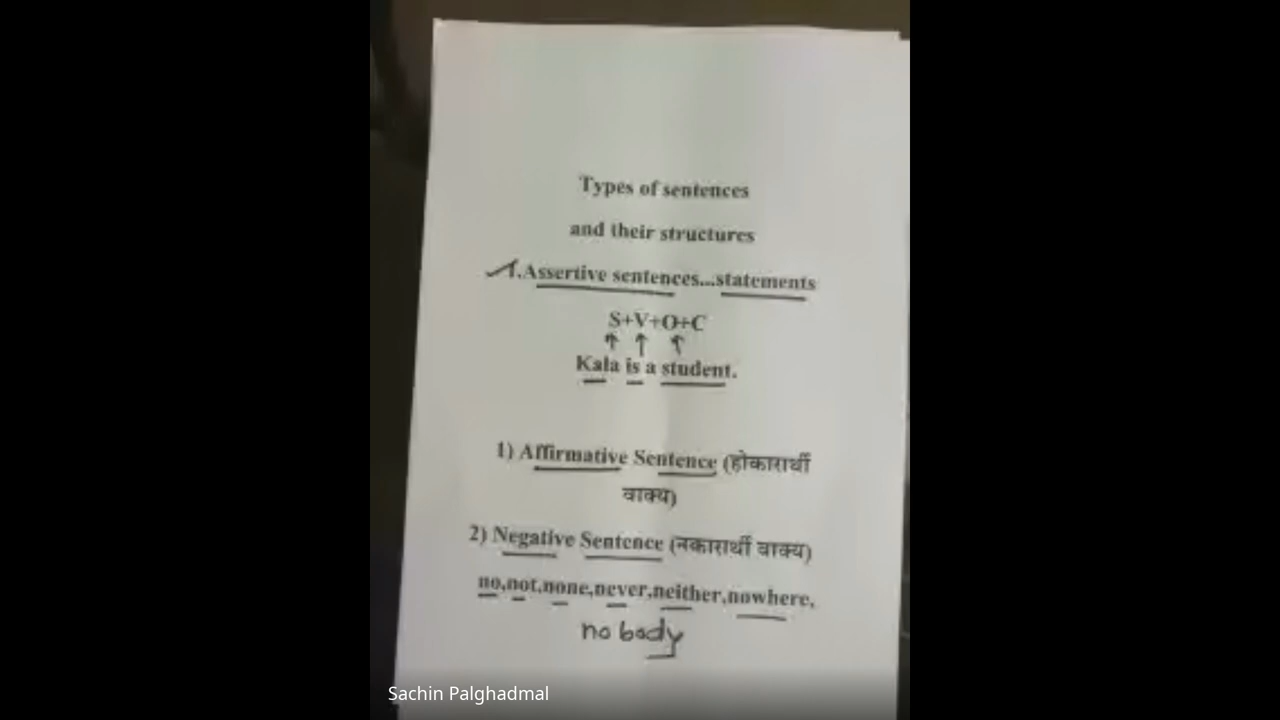 Types of sentences
and their structures
1.Assertive sentences...statements
S+V+O+C
Kala is a student.
1) Affirmative Sentence (होकारार्थी
वाक्य)
2) Negative Sentence (नकारार्थी वाक्य)
no,not,none,never,neither,nowhere,
no body
Sachin Palghadmal